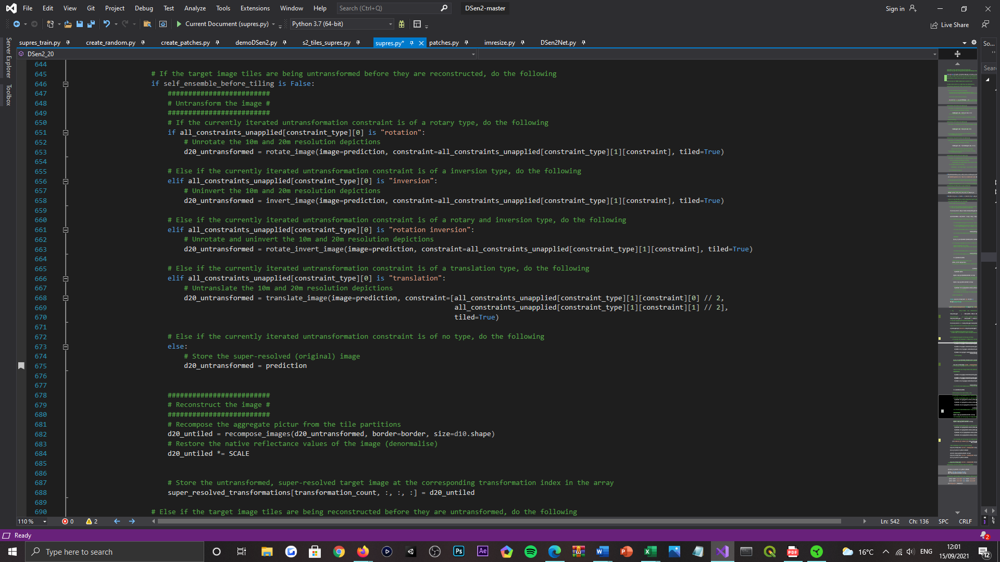 File Edit View Git Project Debug Test Analyze Tools Extensions Window Help Search (Ctrl+Q) DSen2-master Sign in
Current Document (supres.py) Python 3.7 (64-bit) Live Share
supres_train.py create_random.py create_patches.py demoDSen2.py s2_tiles_supres.py supres.py* patches.py imresize.py DSen2Net.py So...
DSen2_20
Server Explorer
Toolbox
Sear
644
645 # If the target image tiles are being untransformed before they are reconstructed, do the following
646 if self_ensemble_before_tiling is False:
647 #########################
648 # Untransform the image #
649 #########################
650 # If the currently iterated untransformation constraint is of a rotary type, do the following
651 if all_constraints_unapplied[constraint_type][0] is "rotation":
652 # Unrotate the 10m and 20m resolution depictions
653 d20_untransformed = rotate_image(image=prediction, constraint=all_constraints_unapplied[constraint_type][1][constraint], tiled=True)
654
655 # Else if the currently iterated untransformation constraint is of a inversion type, do the following
656 elif all_constraints_unapplied[constraint_type][0] is "inversion":
657 # Uninvert the 10m and 20m resolution depictions
658 d20_untransformed = invert_image(image=prediction, constraint=all_constraints_unapplied[constraint_type][1][constraint], tiled=True)
659
660 # Else if the currently iterated untransformation constraint is of a rotary and inversion type, do the following
661 elif all_constraints_unapplied[constraint_type][0] is "rotation inversion":
662 # Unrotate and uninvert the 10m and 20m resolution depictions
663 d20_untransformed = rotate_invert_image(image=prediction, constraint=all_constraints_unapplied[constraint_type][1][constraint], tiled=True)
664
665 # Else if the currently iterated untransformation constraint is of a translation type, do the following
666 elif all_constraints_unapplied[constraint_type][0] is "translation":
667 # Untranslate the 10m and 20m resolution depictions
668 d20_untransformed = translate_image(image=prediction, constraint=[all_constraints_unapplied[constraint_type][1][constraint][0] // 2,
669 all_constraints_unapplied[constraint_type][1][constraint][1] // 2],
670 tiled=True)
671
672 # Else if the currently iterated untransformation constraint is of no type, do the following
673 else:
674 # Store the super-resolved (original) image
675 d20_untransformed = prediction
676
677
678 #########################
679 # Reconstruct the image #
680 #########################
681 # Recompose the aggregate pictur from the tile partitions
682 d20_untiled = recompose_images(d20_untransformed, border=border, size=d10.shape)
683 # Restore the native reflectance values of the image (denormalise)
684 d20_untiled *= SCALE
685
686
687 # Store the untransformed, super-resolved target image at the corresponding transformation index in the array
688 super_resolved_transformations[transformation_count, :, :, :] = d20_untiled
689
690 # Else if the target image tiles are being reconstructed before they are untransformed, do the following
110 % 0 2 Ln: 542 Ch: 136 SPC CRLF
Ready 2
Type here to search 16°C ENG 12:01
15/09/2021 12